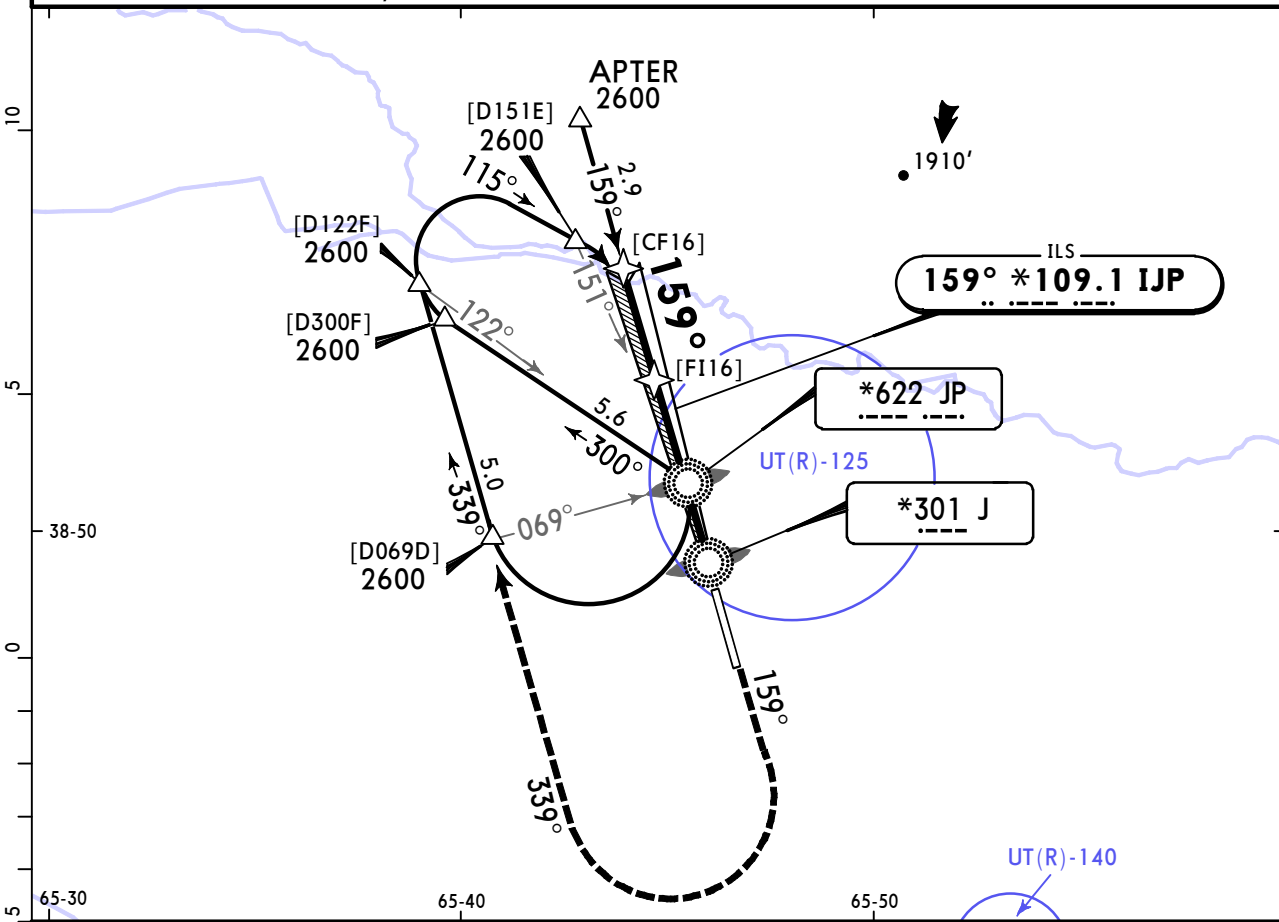 APTER
2600
[D151E]
2600
115°
2.9
159°
1910'
[D122F]
2600
[CF16]
159°
ILS
159° *109.1 IJP
.. .--- .--.
151°
[D300F]
2600
122°
[FI16]
*622 JP
.--- .--.
5.6
300°
UT(R)-125
5.0
339°
069°
*301 J
.---
[D069D]
2600
159°
339°
UT(R)-140
10
5
38-50
0
5
65-30
65-40
65-50